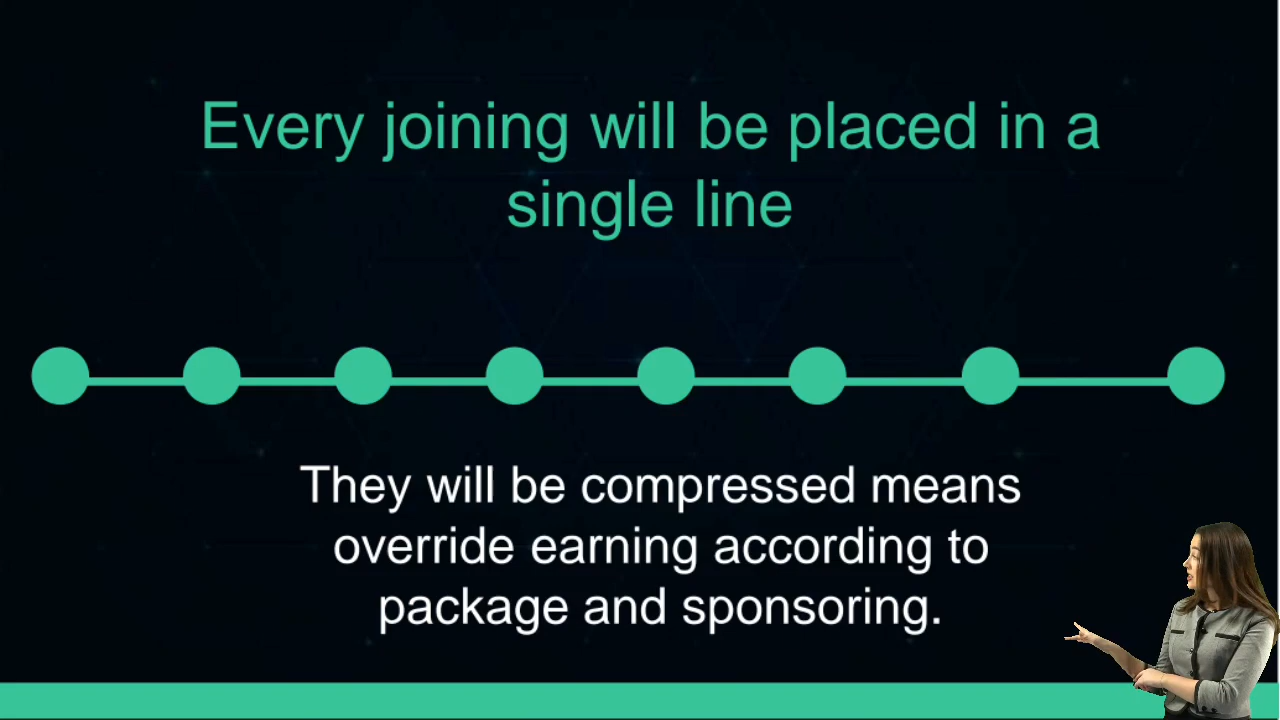 Every joining will be placed in a
single line
They will be compressed means
override earning according to
package and sponsoring.